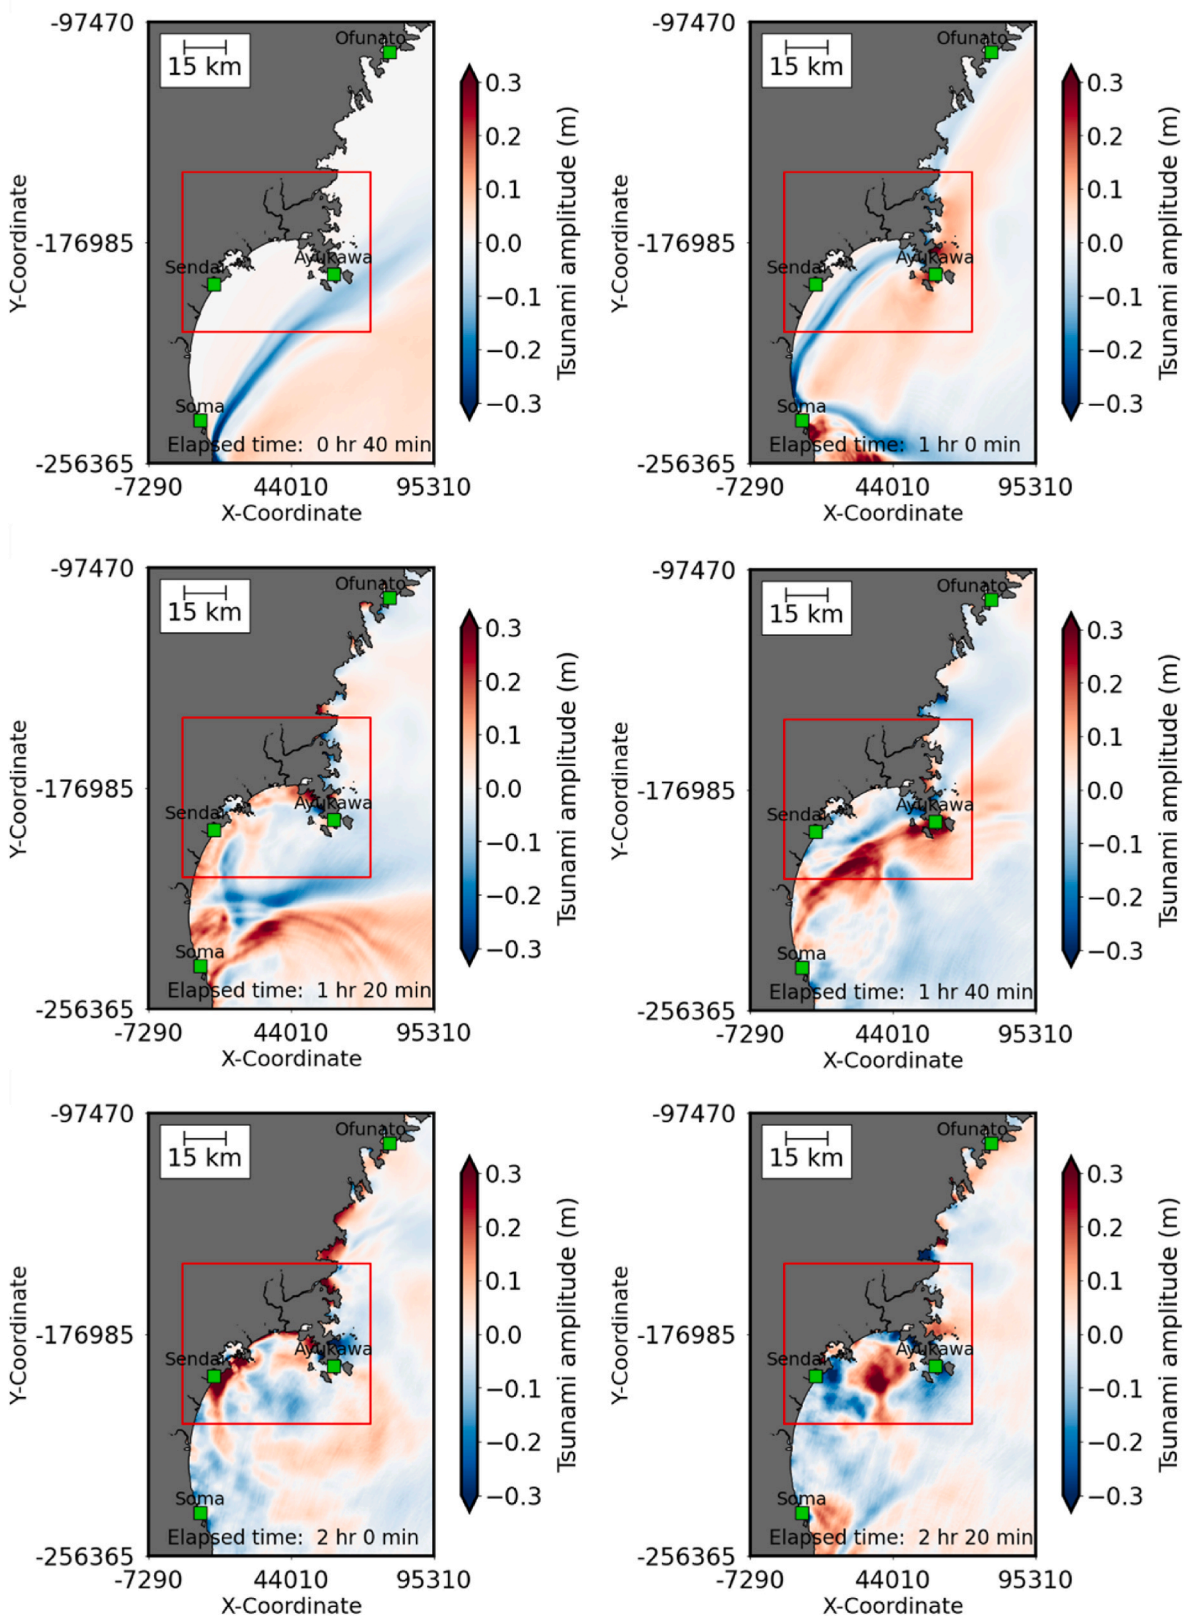 -97470
Ofunato
15 km
0.3
0.2
0.1
0.0
−0.1
−0.2
−0.3
Tsunami amplitude (m)
Y-Coordinate
-176985
Ayukawa
Sendai
Soma
Elapsed time: 0 hr 40 min
-256365
-7290
44010
95310
X-Coordinate
-97470
Ofunato
15 km
0.3
0.2
0.1
0.0
−0.1
−0.2
−0.3
Tsunami amplitude (m)
Y-Coordinate
-176985
Ayukawa
Sendai
Soma
Elapsed time: 1 hr 0 min
-256365
-7290
44010
95310
X-Coordinate
-97470
Ofunato
15 km
0.3
0.2
0.1
0.0
−0.1
−0.2
−0.3
Tsunami amplitude (m)
Y-Coordinate
-176985
Ayukawa
Sendai
Soma
Elapsed time: 1 hr 20 min
-256365
-7290
44010
95310
X-Coordinate
-97470
Ofunato
15 km
0.3
0.2
0.1
0.0
−0.1
−0.2
−0.3
Tsunami amplitude (m)
Y-Coordinate
-176985
Ayukawa
Sendai
Soma
Elapsed time: 1 hr 40 min
-256365
-7290
44010
95310
X-Coordinate
-97470
Ofunato
15 km
0.3
0.2
0.1
0.0
−0.1
−0.2
−0.3
Tsunami amplitude (m)
Y-Coordinate
-176985
Ayukawa
Sendai
Soma
Elapsed time: 2 hr 0 min
-256365
-7290
44010
95310
X-Coordinate
-97470
Ofunato
15 km
0.3
0.2
0.1
0.0
−0.1
−0.2
−0.3
Tsunami amplitude (m)
Y-Coordinate
-176985
Ayukawa
Sendai
Soma
Elapsed time: 2 hr 20 min
-256365
-7290
44010
95310
X-Coordinate